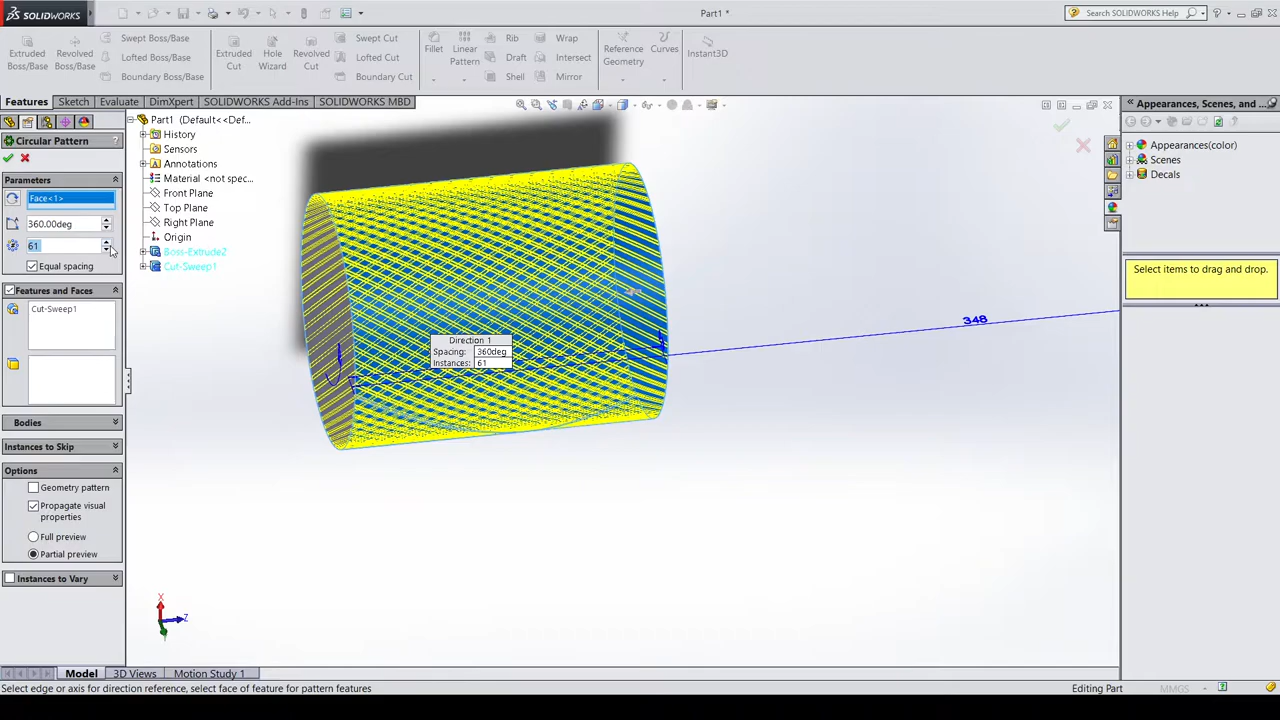 SOLIDWORKS
Part1 *
Search SOLIDWORKS Help
Extruded Boss/Base
Revolved Boss/Base
Swept Boss/Base
Lofted Boss/Base
Boundary Boss/Base
Extruded Cut
Hole Wizard
Revolved Cut
Swept Cut
Lofted Cut
Boundary Cut
Fillet
Linear Pattern
Rib
Draft
Shell
Wrap
Intersect
Mirror
Reference Geometry
Curves
Instant3D
Features
Sketch
Evaluate
DimXpert
SOLIDWORKS Add-Ins
SOLIDWORKS MBD
Circular Pattern
?
Parameters
Face<1>
360.00deg
61
Equal spacing
Features and Faces
Cut-Sweep1
Bodies
Instances to Skip
Options
Geometry pattern
Propagate visual
properties
Full preview
Partial preview
Instances to Vary
Part1 (Default<<Def...
History
Sensors
Annotations
Material <not spec...
Front Plane
Top Plane
Right Plane
Origin
Boss-Extrude2
Cut-Sweep1
Direction 1
Spacing: 360deg
Instances: 61
348
X
Z
Appearances, Scenes, and ...
Appearances(color)
Scenes
Decals
Select items to drag and drop.
Model
3D Views
Motion Study 1
Select edge or axis for direction reference, select face of feature for pattern features
Editing Part
MMGS